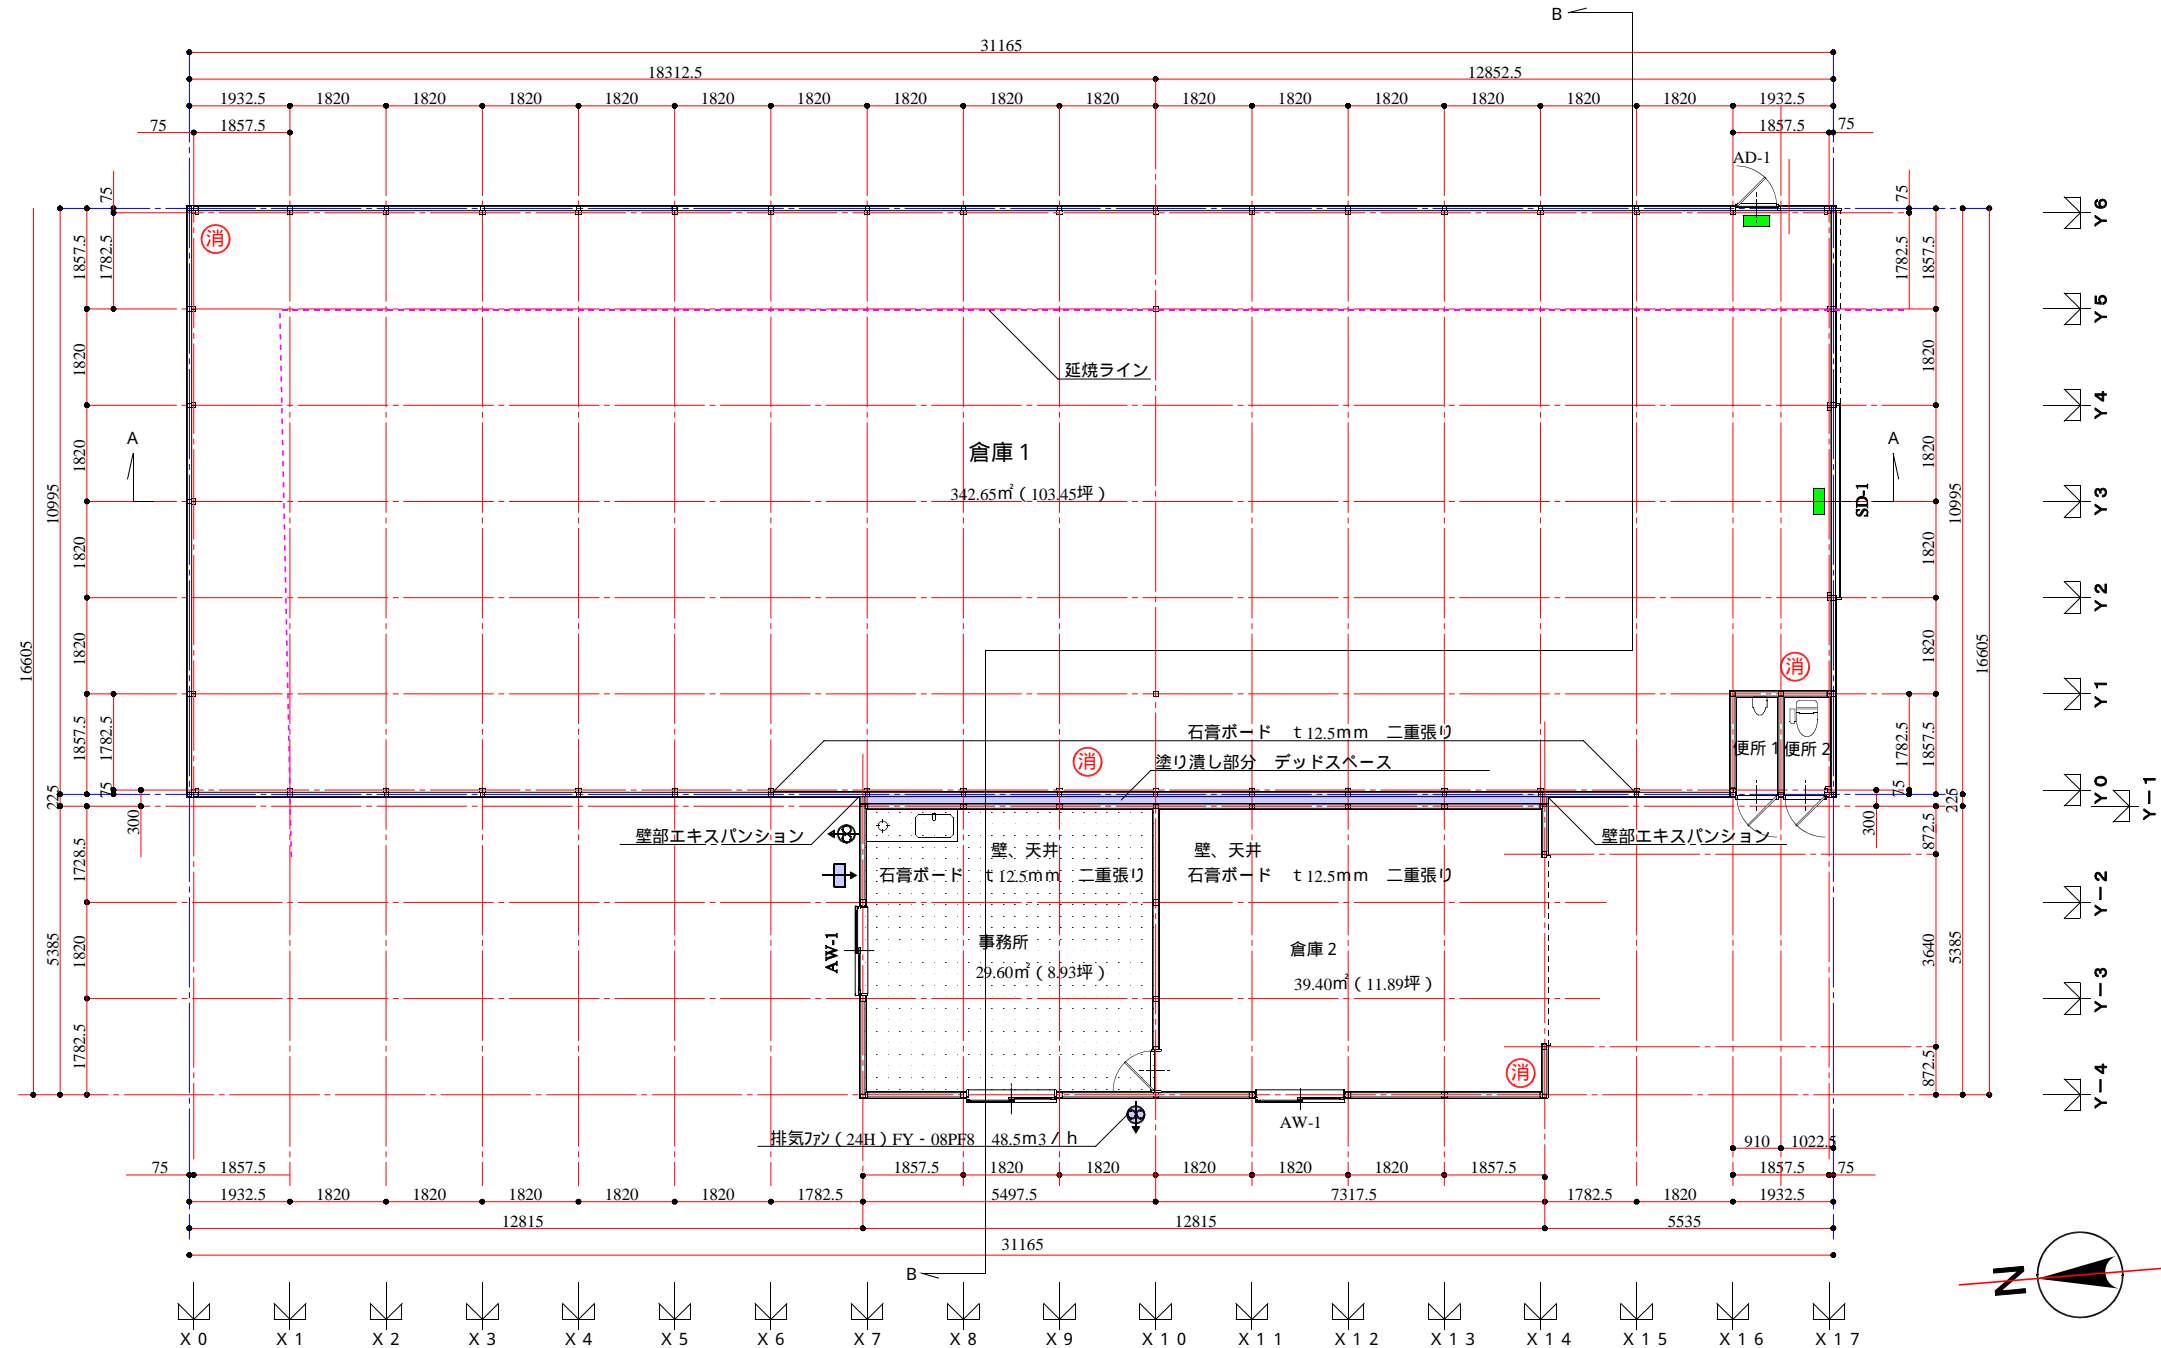 B
31165
18312.5 12852.5
1932.5 1820 1820 1820 1820 1820 1820 1820 1820 1820 1820 1820 1820 1820 1820 1820 1932.5
75 1857.5 1857.5 75
AD-1
75 75
Y6
消
1857.5 1782.5 1782.5 1857.5
Y5
延焼ライン
1820 1820
Y4
A A
倉庫1
1820 1820
342.65㎡(103.45坪)
10995 SD-1 10995
Y3
1820 1820
Y2
16605 1820 1820 16605
消
Y1
石膏ボード t12.5mm 二重張り
1857.5 1782.5 便所1 便所2 1782.5 1857.5
消 塗り潰し部分 デッドスペース
225 75 75 225
Y0
Y-1
300 300
壁部エキスパンション 壁部エキスパンション
872.5
壁、天井 壁、天井
1728.5
石膏ボード t12.5mm 二重張り 石膏ボード t12.5mm 二重張り
Y-2
事務所 倉庫2
5385 1820 AW-1 3640 5385
29.60㎡(8.93坪) 39.40㎡(11.89坪)
Y-3
1782.5 消 872.5
Y-4
AW-1
排気ファン(24H)FY-08PF8 48.5m3/h
910 1022.5
75 1857.5 1857.5 1820 1820 1820 1820 1820 1857.5 1857.5 75
1932.5 1820 1820 1820 1820 1820 1782.5 5497.5 7317.5 1782.5 1820 1932.5
12815 12815 5535
31165
B
N
X0 X1 X2 X3 X4 X5 X6 X7 X8 X9 X10 X11 X12 X13 X14 X15 X16 X17